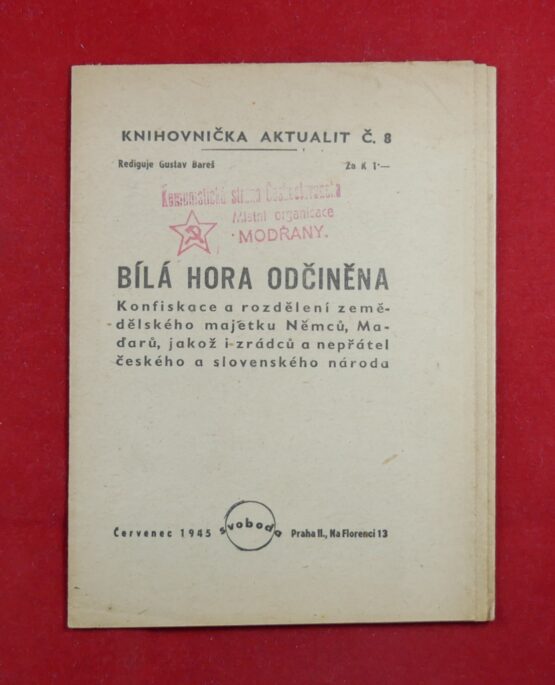 KNIHOVNIČKA AKTUALIT Č. 8
Rediguje Gustav Bareš
Za K 1·—
Komunistická strana Československa
Místní organisace
MODŘANY.
BÍLÁ HORA ODČINĚNA
Konfiskace a rozdělení země-
dělského majetku Němců, Ma-
ďarů, jakož i zrádců a nepřátel
českého a slovenského národa
Červenec 1945
svoboda
Praha II., Na Florenci 13